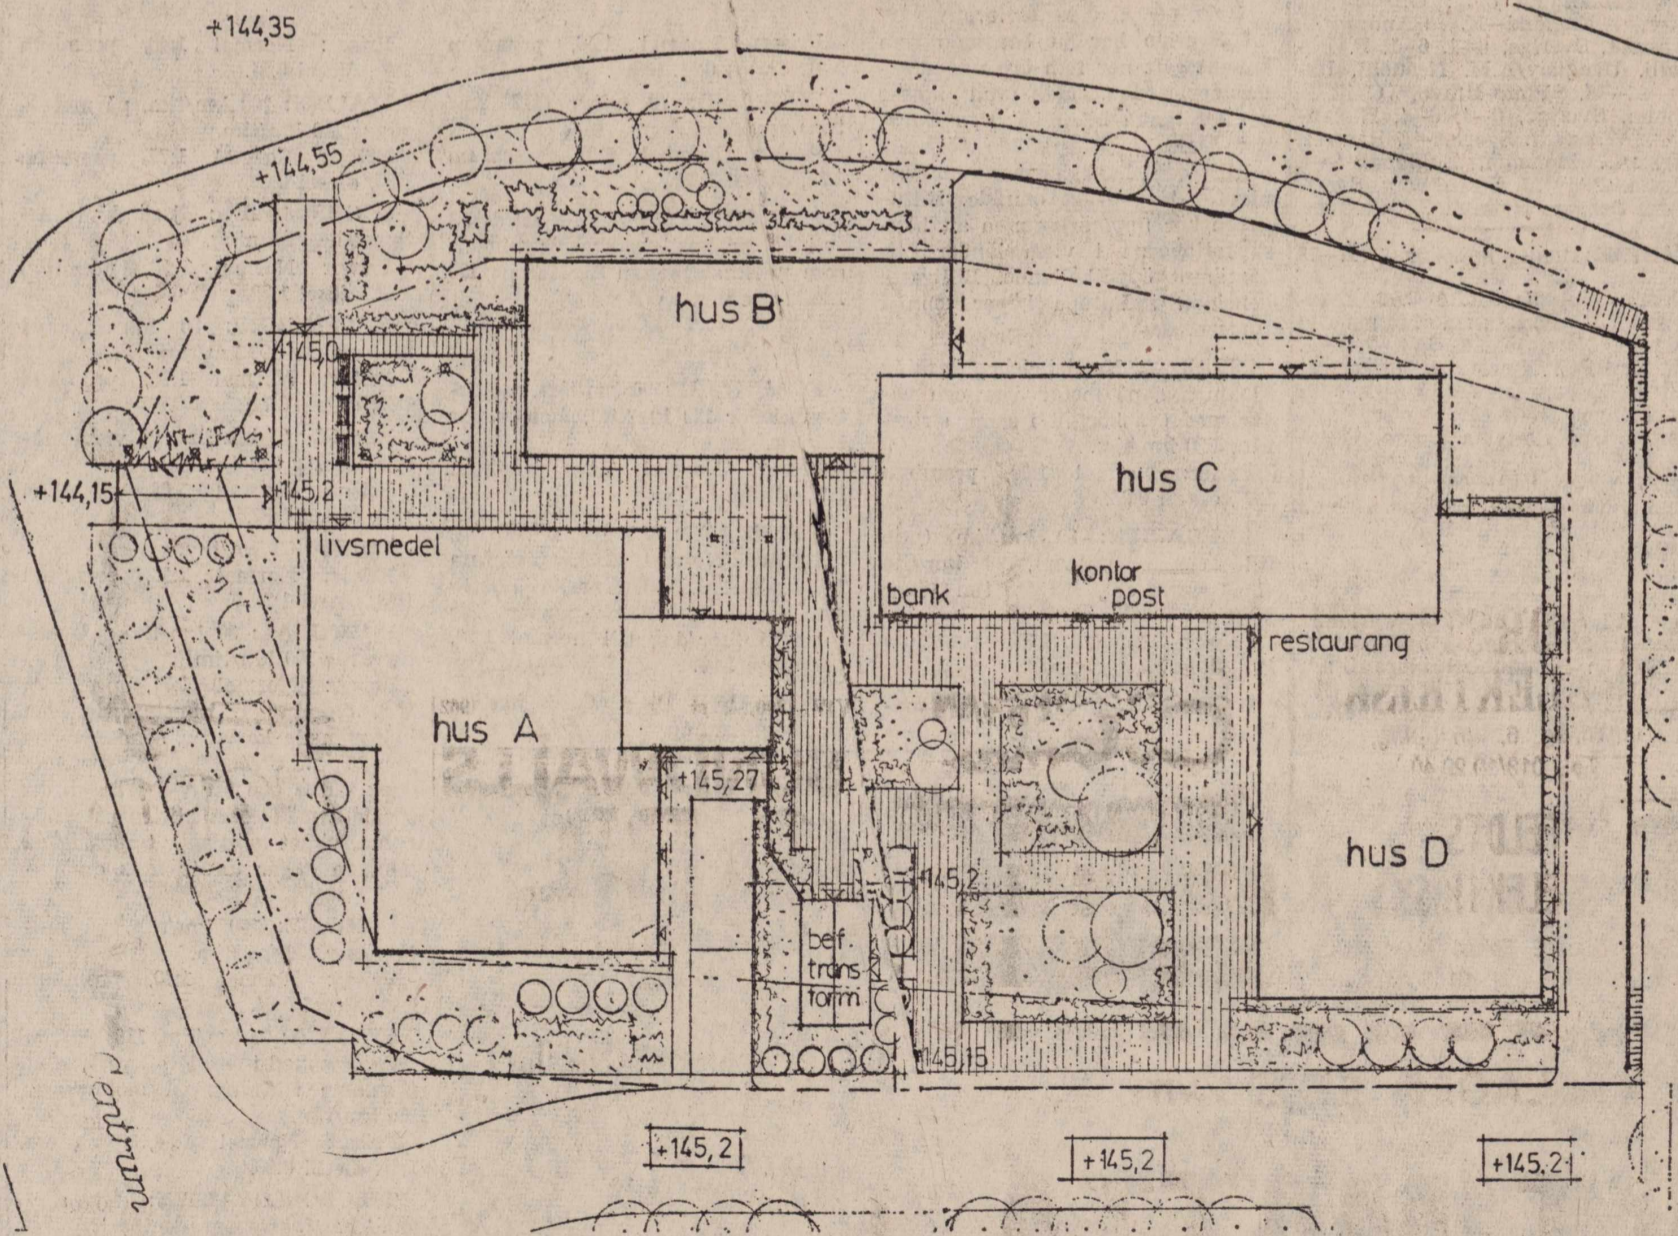 +144,35
+144,55
hus B
+145,0
hus C
+144,15
+145,2
livsmedel
kontor
bank
post
restaurang
hus A
+145,27
hus D
145,2
bef.
trans
form
145,15
Centrum
+145,2
+145,2
+145,2